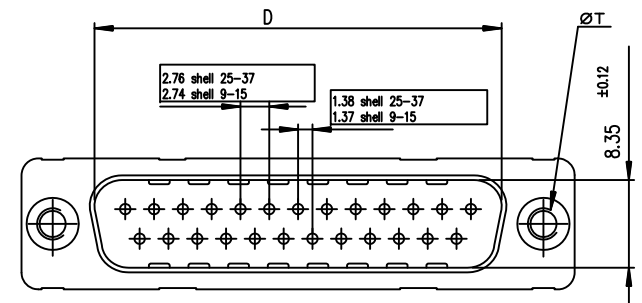 D
ØT
2.76 shell 25-37
2.74 shell 9-15
1.38 shell 25-37
1.37 shell 9-15
±0.12
8.35